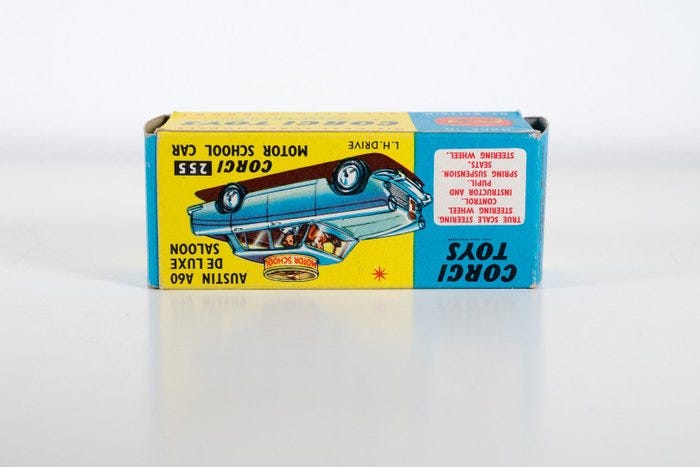 CORGI
TOYS
TRUE SCALE STEERING.
STEERING WHEEL
CONTROL.
INSTRUCTOR AND
PUPIL.
SPRING SUSPENSION.
SEATS.
STEERING WHEEL.
AUSTIN A60
DE LUXE
SALOON
MOTOR SCHOOL
CORGI 255
MOTOR SCHOOL CAR
L.H.DRIVE
CORGI TOYS